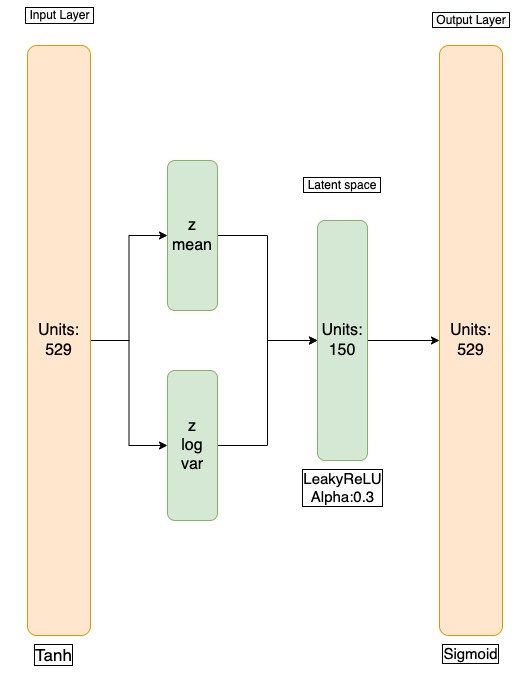 Input Layer
Output Layer
z
mean
Latent space
Units:
529
Units:
150
Units:
529
z
log
var
LeakyReLU
Alpha:0.3
Tanh
Sigmoid